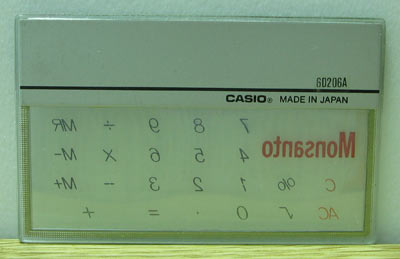 60206A
CASIO® MADE IN JAPAN
MR ÷ 9 8 7 Monsanto
M- X 6 5 4
M+ - 3 2 1 % C
+ = · 0 √ AC